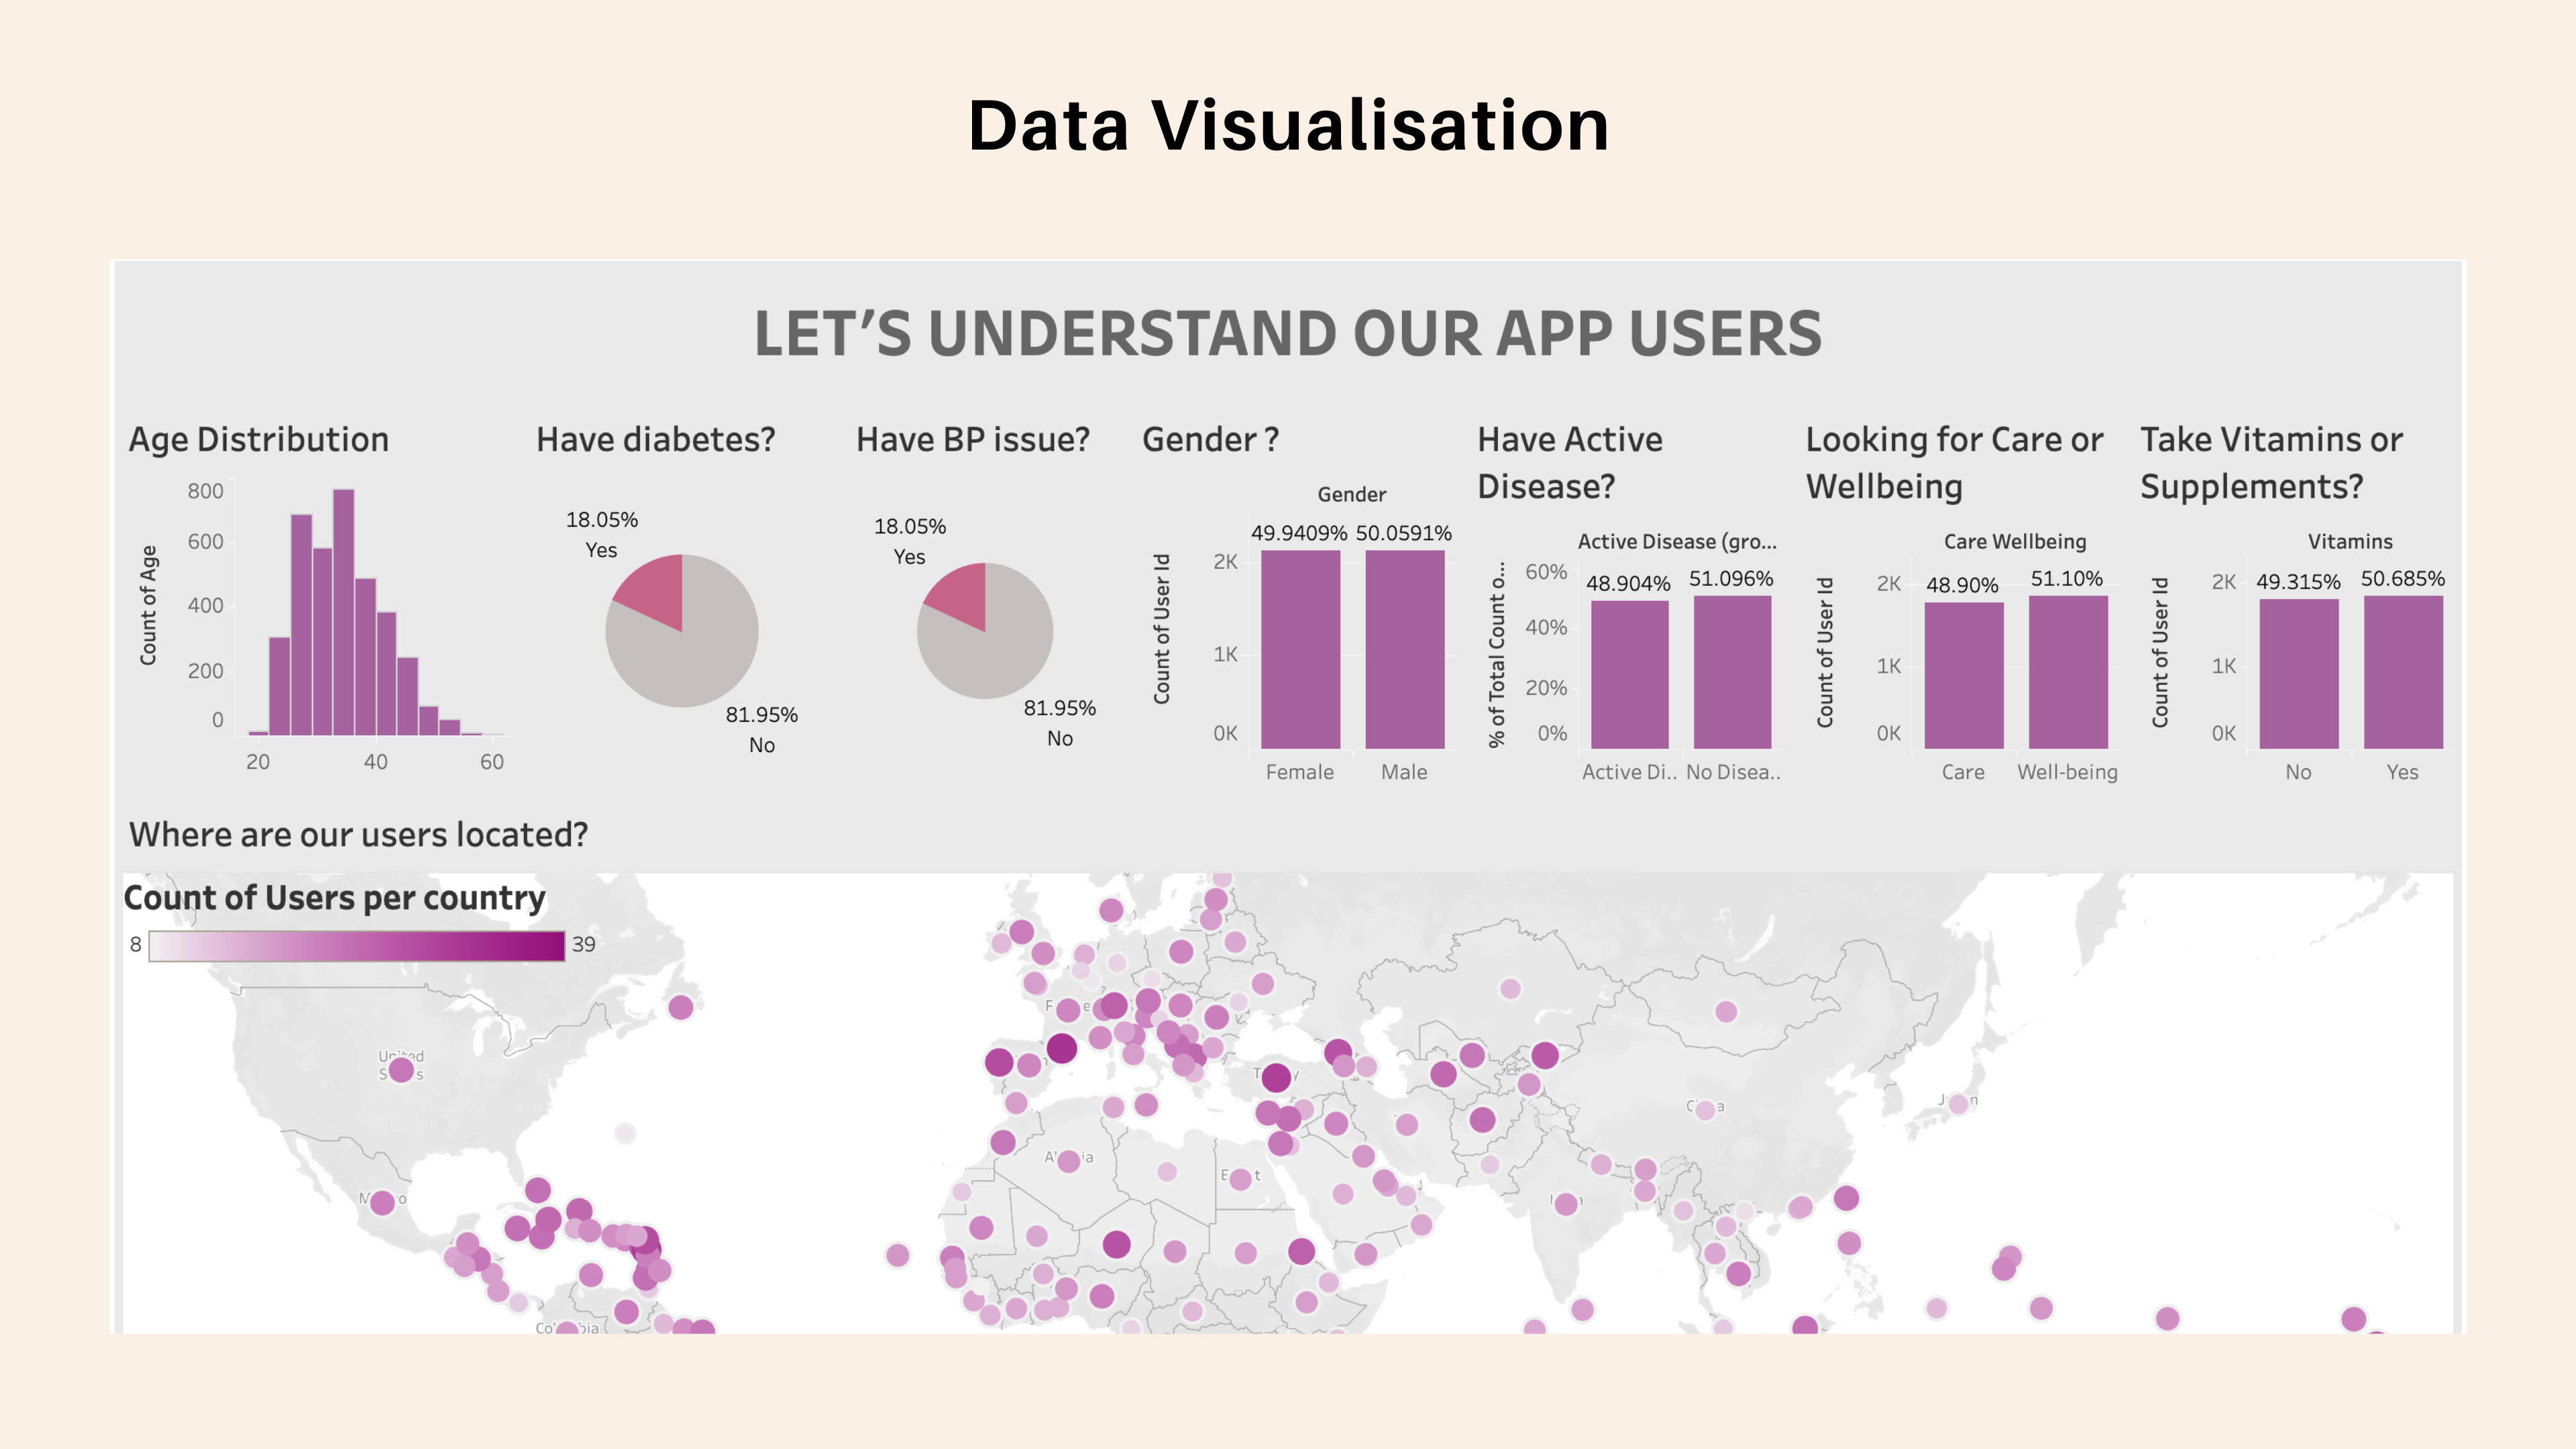 Data Visualisation
LET’S UNDERSTAND OUR APP USERS
Age Distribution
Count of Age
800
600
400
200
0
20 40 60
Have diabetes?
18.05%
Yes
81.95%
No
Have BP issue?
18.05%
Yes
81.95%
No
Gender ?
Gender
49.9409% 50.0591%
Count of User Id
2K
1K
0K
Female Male
Have Active
Disease?
Active Disease (gro...
% of Total Count o...
60%
40%
20%
0%
48.904% 51.096%
Active Di.. No Disea..
Looking for Care or
Wellbeing
Care Wellbeing
Count of User Id
2K
1K
0K
48.90% 51.10%
Care Well-being
Take Vitamins or
Supplements?
Vitamins
Count of User Id
2K
1K
0K
49.315% 50.685%
No Yes
Where are our users located?
Count of Users per country
8 39
United